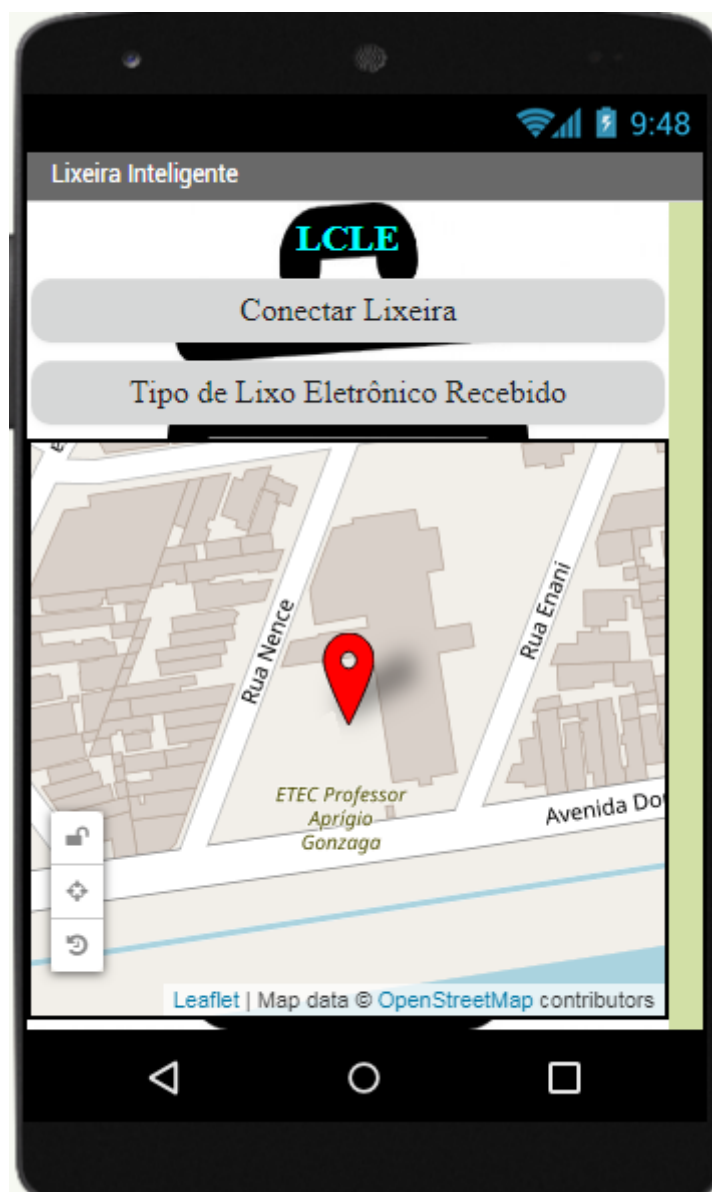 9:48
Lixeira Inteligente
LCLE
Conectar Lixeira
Tipo de Lixo Eletrônico Recebido
Rua Nence
Rua Enani
ETEC Professor
Aprígio
Gonzaga
Avenida
Leaflet | Map data © OpenStreetMap contributors